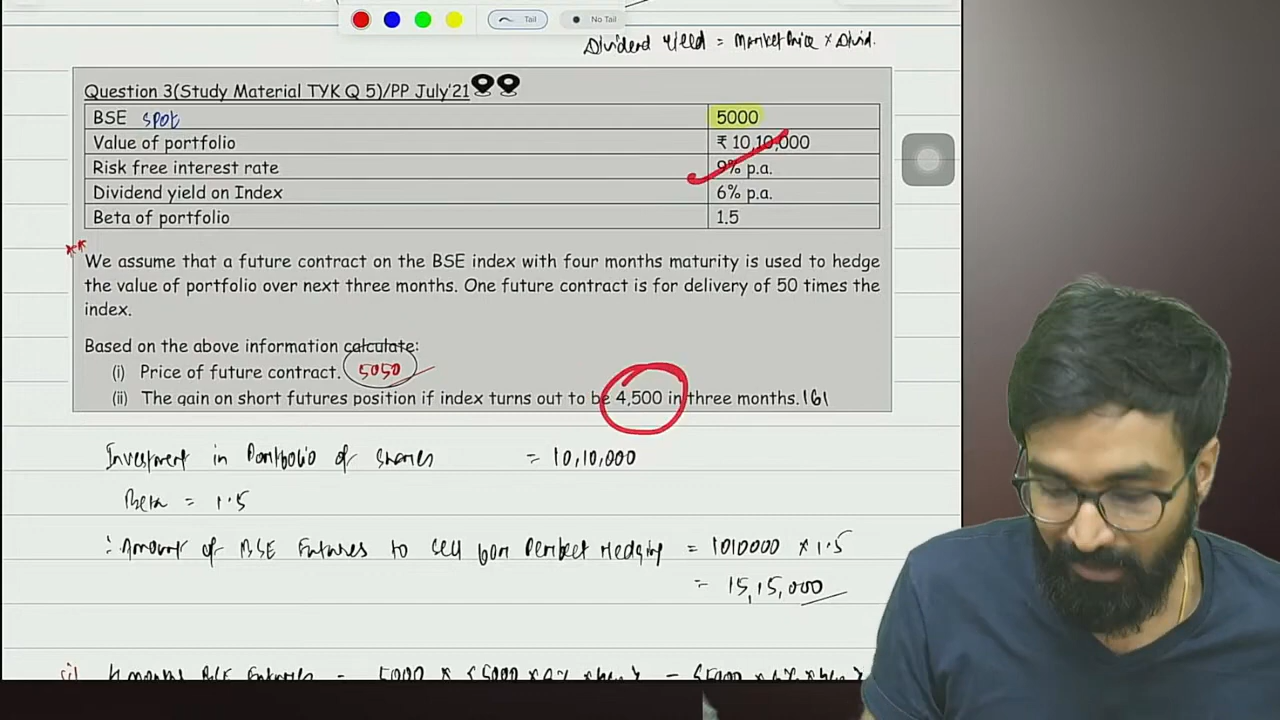 Tail
No Tail
Dividend Yield = Market Price × Divid.
Question 3(Study Material TYK Q 5)/PP July'21
BSE spot 5000
Value of portfolio ₹ 10,10,000
Risk free interest rate 9% p.a.
Dividend yield on Index 6% p.a.
Beta of portfolio 1.5
** We assume that a future contract on the BSE index with four months maturity is used to hedge
the value of portfolio over next three months. One future contract is for delivery of 50 times the
index.
Based on the above information calculate:
(i) Price of future contract. 5050
(ii) The gain on short futures position if index turns out to be 4,500 in three months. 161
Investment in Portfolio of shares = 10,10,000
Beta = 1.5
∴ Amount of BSE Futures to sell for Perfect Hedging = 1010000 × 1.5
= 15,15,000